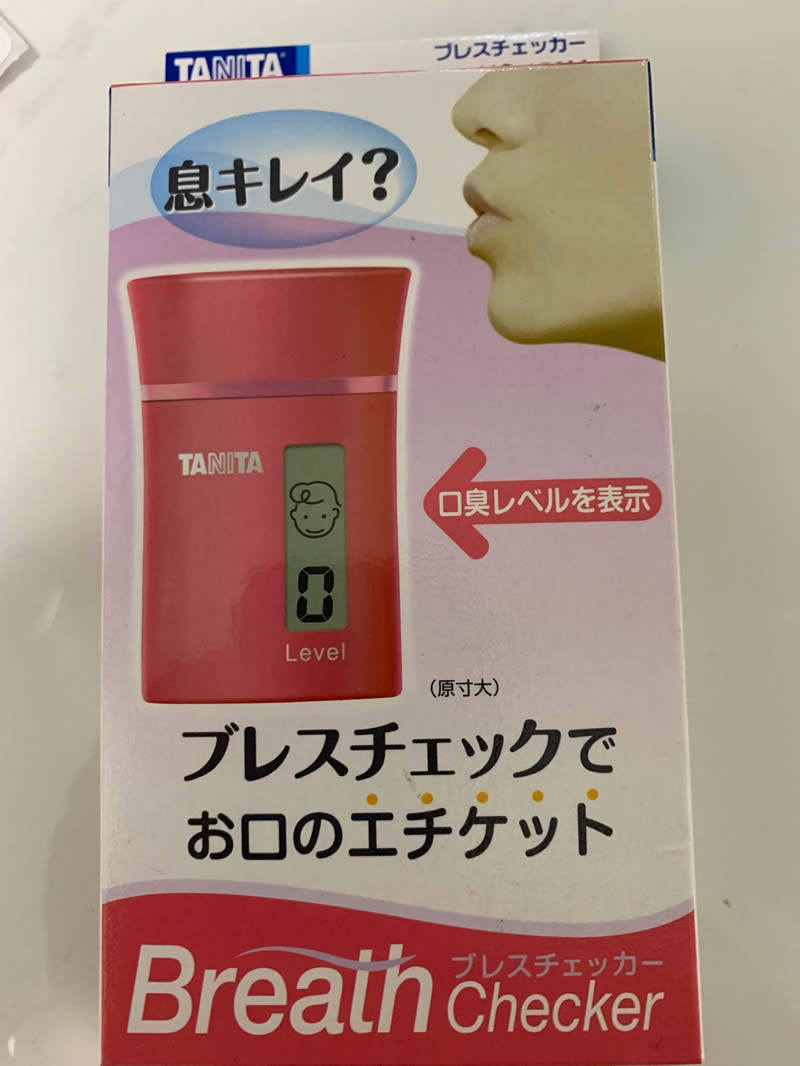 TANITA
ブレスチェッカー
息キレイ?
TANITA
口臭レベルを表示
0
Level
(原寸大)
ブレスチェックで
お口のエチケット
Breath
ブレスチェッカー
Checker